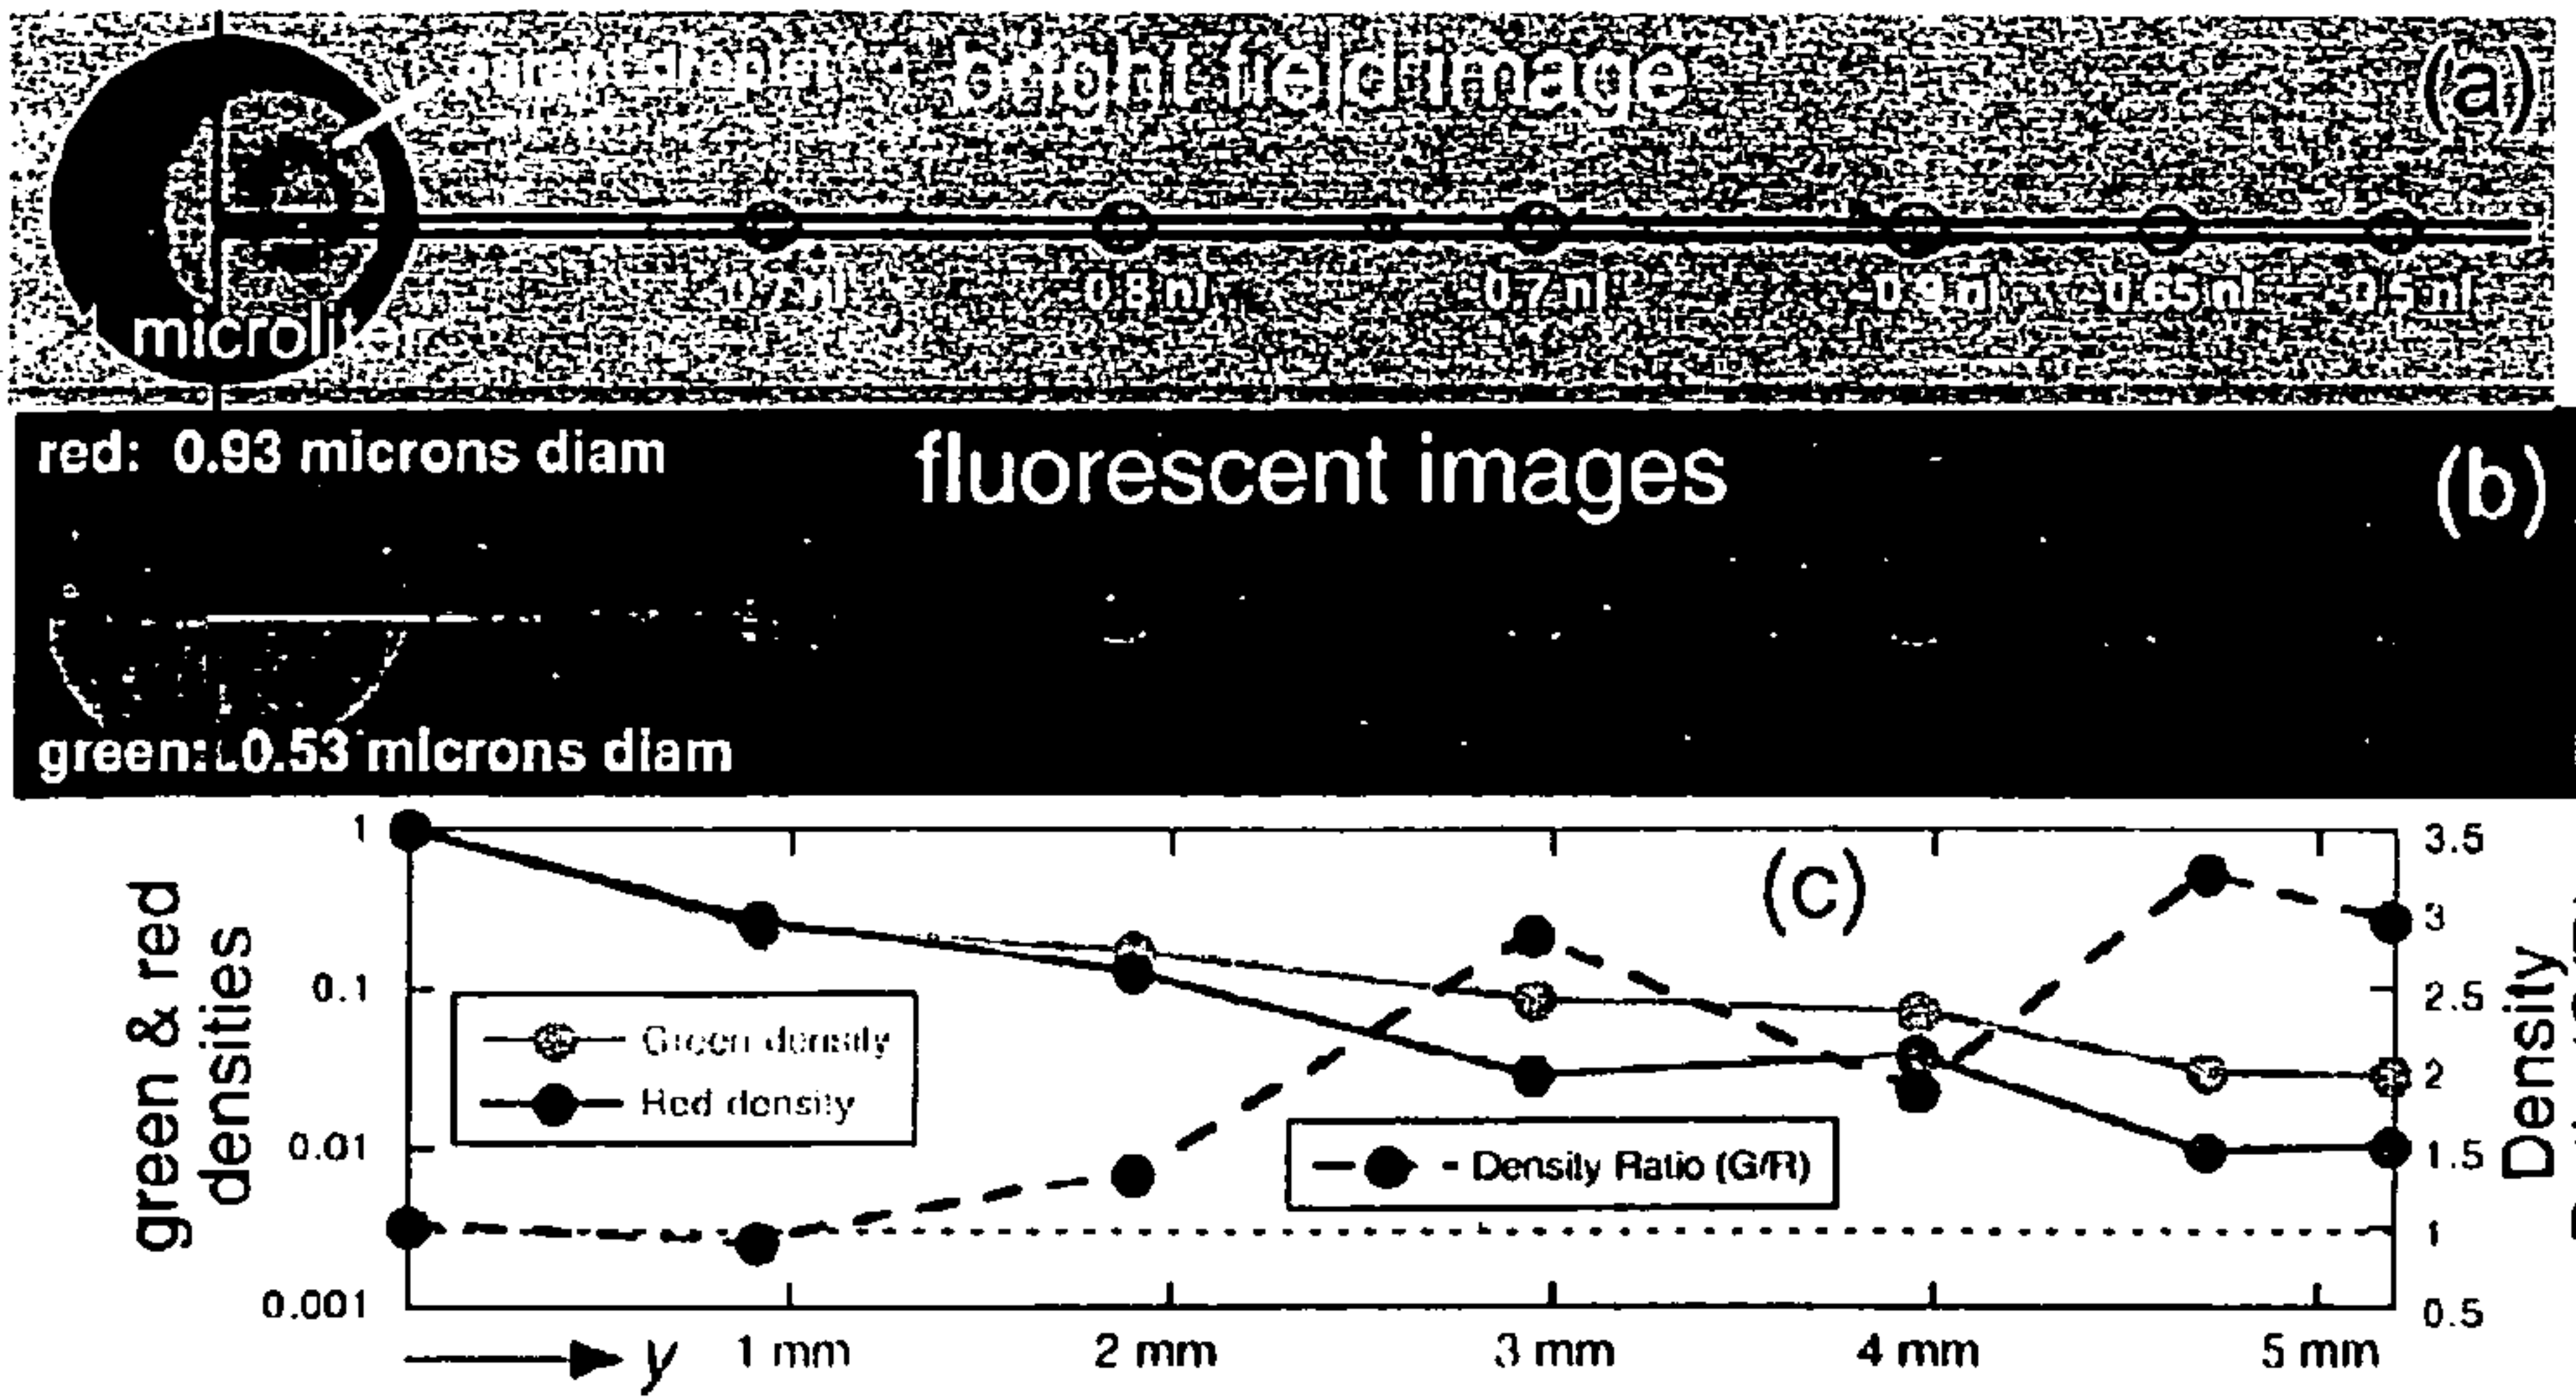 droplet
bright field image
(a)
0.7 nl
0.8 nl
0.7 nl
0.9 nl
0.65 nl
0.5 nl
microliter
red: 0.93 microns diam
fluorescent images
(b)
green: 0.53 microns diam
(c)
green & red
densities
1
0.1
0.01
0.001
Green density
Red density
Density Ratio (G/R)
3.5
3
2.5
2
1.5
1
0.5
Density
y
1 mm
2 mm
3 mm
4 mm
5 mm